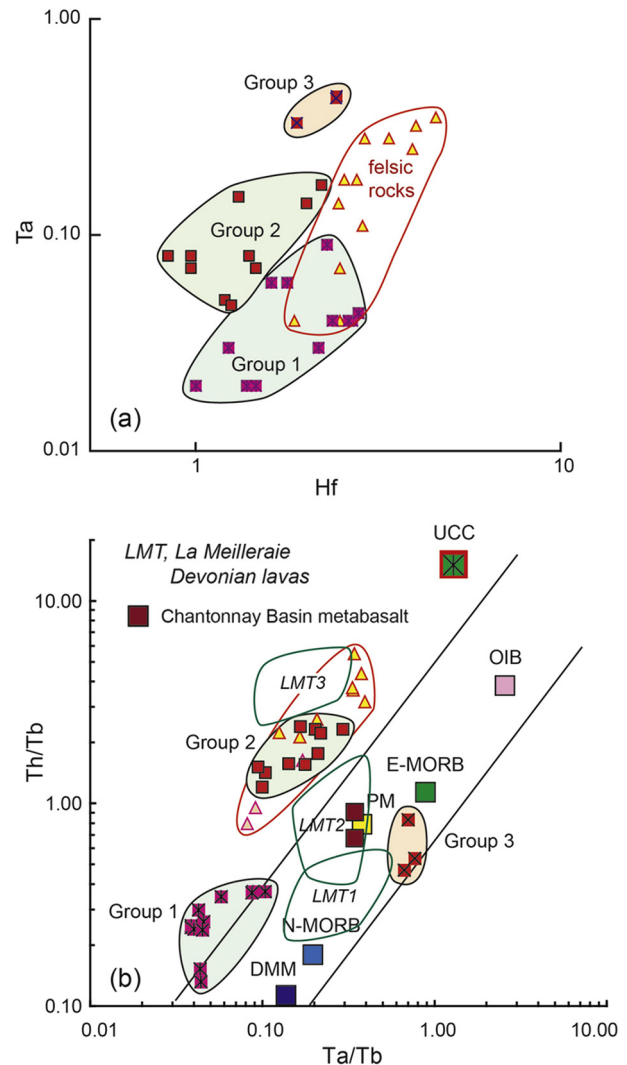 1.00
Group 3
felsic
rocks
Ta
0.10
Group 2
Group 1
(a)
0.01
1
10
Hf
UCC
LMT, La Meilleraie
Devonian lavas
10.00
Chantonnay Basin metabasalt
OIB
LMT3
Group 2
Th/Tb
E-MORB
1.00
PM
LMT2
Group 3
LMT1
Group 1
N-MORB
DMM
(b)
0.10
0.01
0.10
1.00
10.00
Ta/Tb